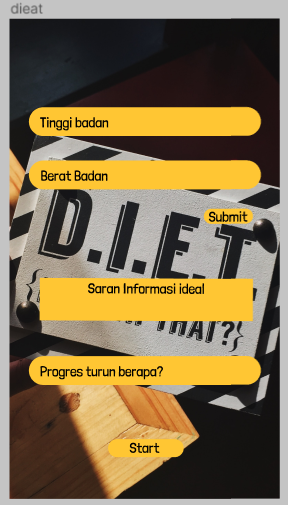 dieat
Tinggi badan
Berat Badan
Submit
D.I.E.T.
Saran Informasi ideal
THAT?
Progres turun berapa?
Start